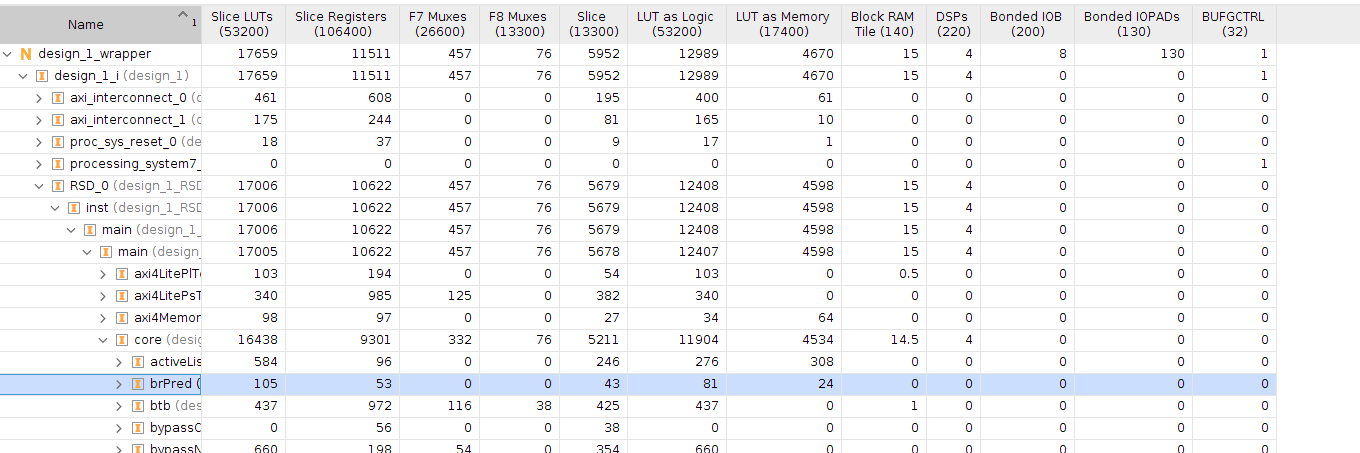 Name 1 Slice LUTs (53200) Slice Registers (106400) F7 Muxes (26600) F8 Muxes (13300) Slice (13300) LUT as Logic (53200) LUT as Memory (17400) Block RAM Tile (140) DSPs (220) Bonded IOB (200) Bonded IOPADs (130) BUFGCTRL (32)
N design_1_wrapper 17659 11511 457 76 5952 12989 4670 15 4 8 130 1
design_1_i (design_1) 17659 11511 457 76 5952 12989 4670 15 4 0 0 1
axi_interconnect_0 (d 461 608 0 0 195 400 61 0 0 0 0 0
axi_interconnect_1 (d 175 244 0 0 81 165 10 0 0 0 0 0
proc_sys_reset_0 (de 18 37 0 0 9 17 1 0 0 0 0 0
processing_system7_ 0 0 0 0 0 0 0 0 0 0 0 1
RSD_0 (design_1_RSD 17006 10622 457 76 5679 12408 4598 15 4 0 0 0
inst (design_1_RSD 17006 10622 457 76 5679 12408 4598 15 4 0 0 0
main (design_1_ 17006 10622 457 76 5679 12408 4598 15 4 0 0 0
main (design_ 17005 10622 457 76 5678 12407 4598 15 4 0 0 0
axi4LitePlTo 103 194 0 0 54 103 0 0.5 0 0 0 0
axi4LitePsT 340 985 125 0 382 340 0 0 0 0 0 0
axi4Memor 98 97 0 0 27 34 64 0 0 0 0 0
core (desig 16438 9301 332 76 5211 11904 4534 14.5 4 0 0 0
activeLis 584 96 0 0 246 276 308 0 0 0 0 0
brPred ( 105 53 0 0 43 81 24 0 0 0 0 0
btb (des 437 972 116 38 425 437 0 1 0 0 0 0
bypassC 0 56 0 0 38 0 0 0 0 0 0 0
bypassN 660 198 54 0 354 660 0 0 0 0 0 0